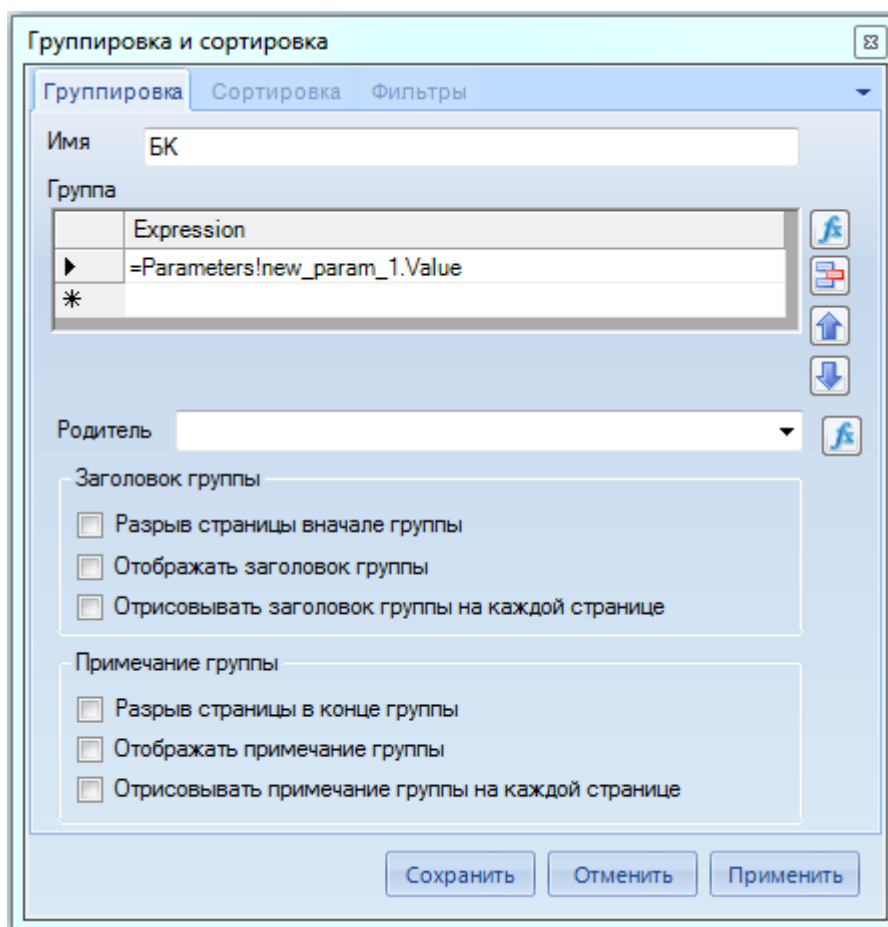 Группировка и сортировка
Группировка Сортировка Фильтры
Имя БК
Группа
Expression
=Parameters!new_param_1.Value
Родитель
Заголовок группы
Разрыв страницы вначале группы
Отображать заголовок группы
Отрисовывать заголовок группы на каждой странице
Примечание группы
Разрыв страницы в конце группы
Отображать примечание группы
Отрисовывать примечание группы на каждой странице
Сохранить Отменить Применить